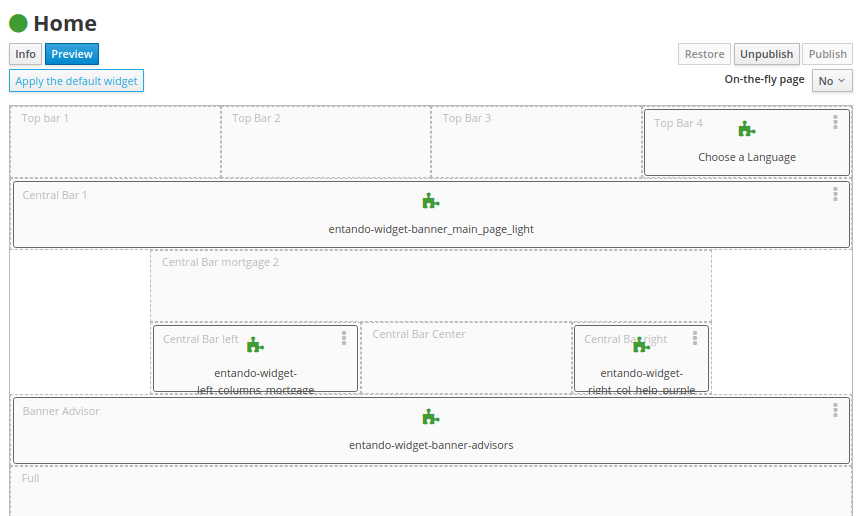 Home
Info
Preview
Restore
Unpublish
Publish
Apply the default widget
On-the-fly page
No
Top bar 1
Top Bar 2
Top Bar 3
Top Bar 4
Choose a Language
Central Bar 1
entando-widget-banner_main_page_light
Central Bar mortgage 2
Central Bar left
entando-widget-
left_columns_mortgage
Central Bar Center
Central Bar right
entando-widget-
right_col_help_purple
Banner Advisor
entando-widget-banner-advisors
Full